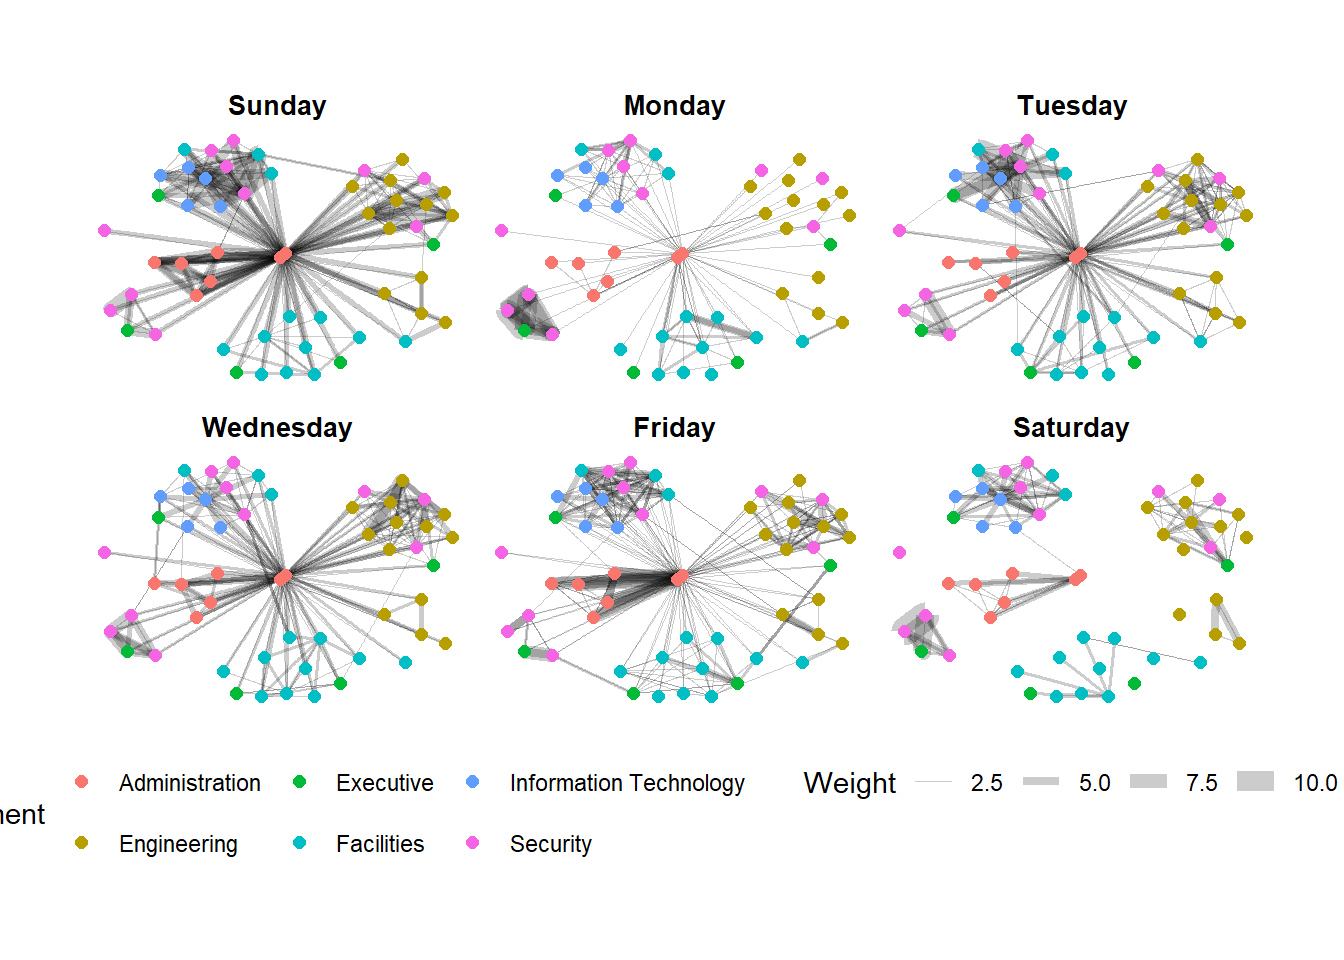 Sunday Monday Tuesday
Wednesday Friday Saturday
Administration Executive Information Technology Weight 2.5 5.0 7.5 10.0
Engineering Facilities Security